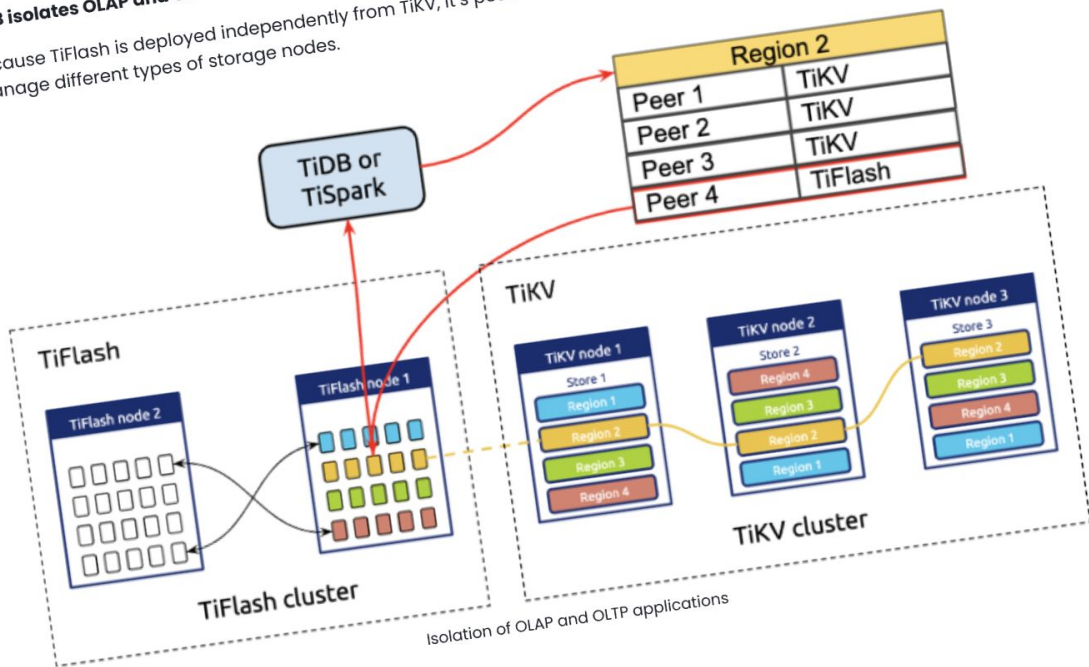 isolates OLAP and
cause TiFlash is deployed independently from TiKV, it's
anage different types of storage nodes.
Region 2
Peer 1 TiKV
Peer 2 TiKV
Peer 3 TiKV
Peer 4 TiFlash
TiDB or
TiSpark
TiFlash
TiFlash node 2
TiFlash node 1
TiFlash cluster
TiKV
TiKV node 1
Store 1
Region 1
Region 2
Region 3
Region 4
TiKV node 2
Store 2
Region 4
Region 3
Region 2
Region 1
TiKV node 3
Store 3
Region 2
Region 3
Region 4
Region 1
TiKV cluster
Isolation of OLAP and OLTP applications